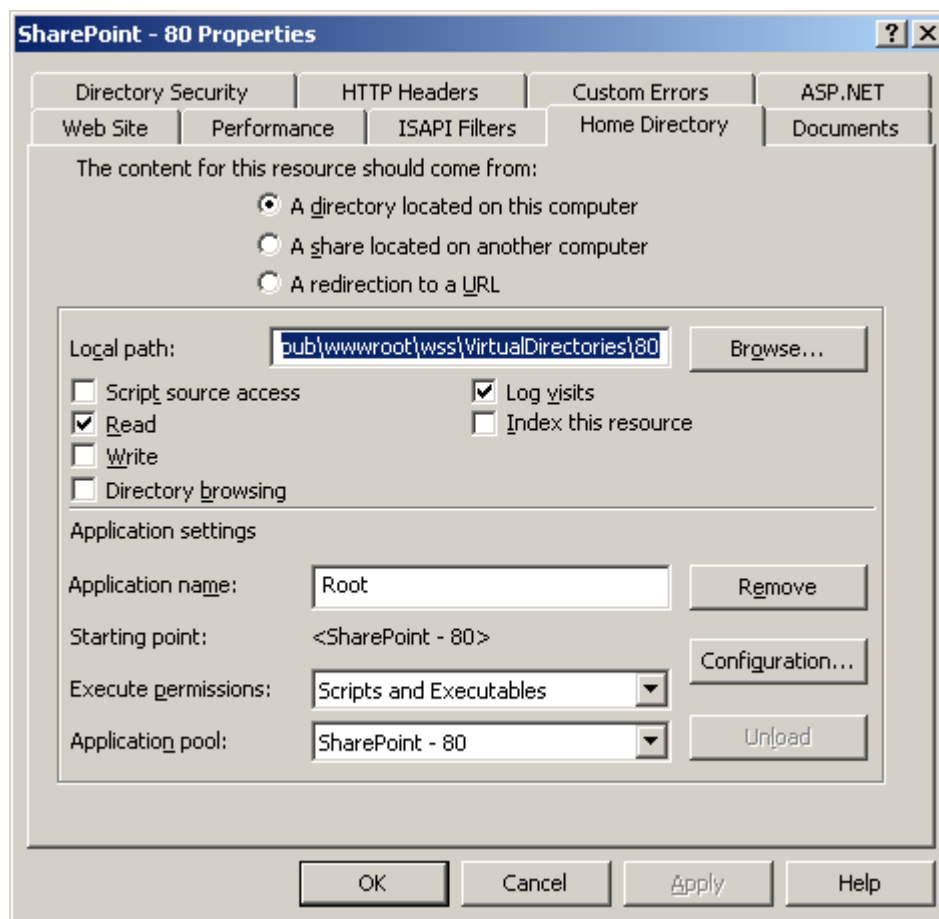 SharePoint - 80 Properties
Directory Security HTTP Headers Custom Errors ASP.NET
Web Site Performance ISAPI Filters Home Directory Documents
The content for this resource should come from:
A directory located on this computer
A share located on another computer
A redirection to a URL
Local path: pub\wwwroot\wss\VirtualDirectories\80 Browse...
Script source access Log visits
Read Index this resource
Write
Directory browsing
Application settings
Application name: Root Remove
Starting point: <SharePoint - 80>
Configuration...
Execute permissions: Scripts and Executables
Application pool: SharePoint - 80 Unload
OK Cancel Apply Help